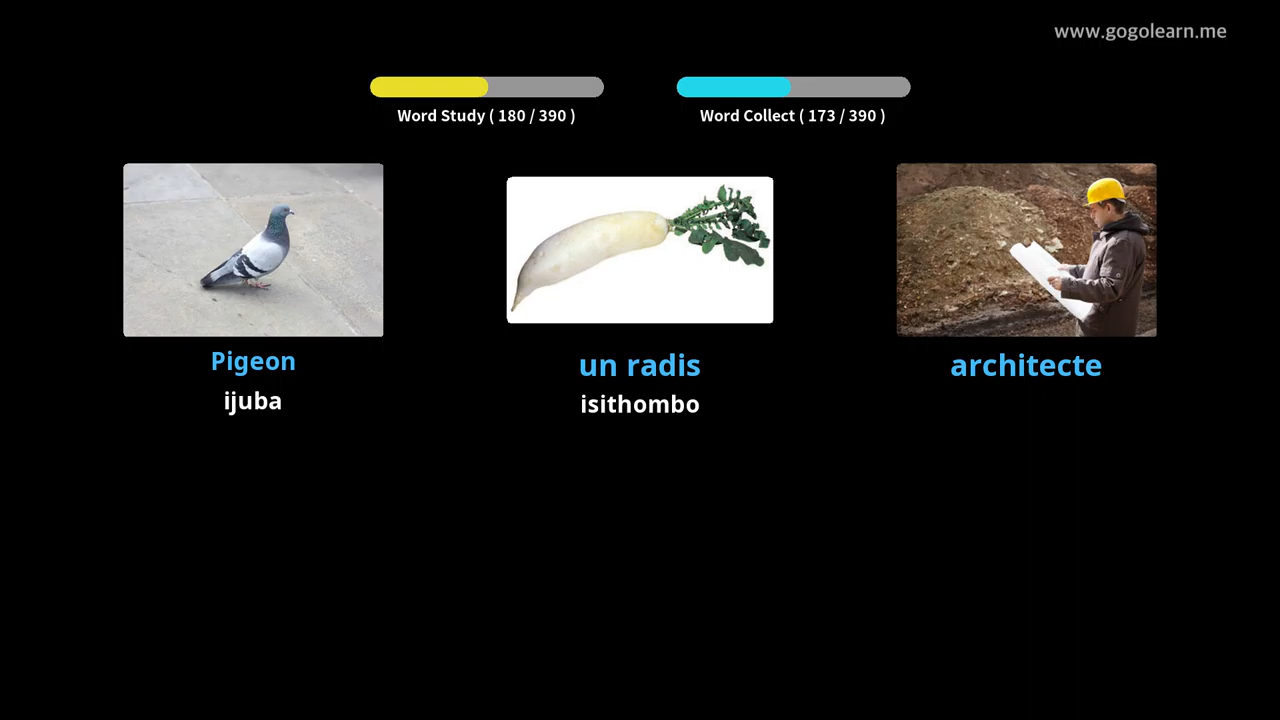 www.gogolearn.me
Word Study ( 180 / 390 )
Word Collect ( 173 / 390 )
Pigeon
ijuba
un radis
isithombo
architecte